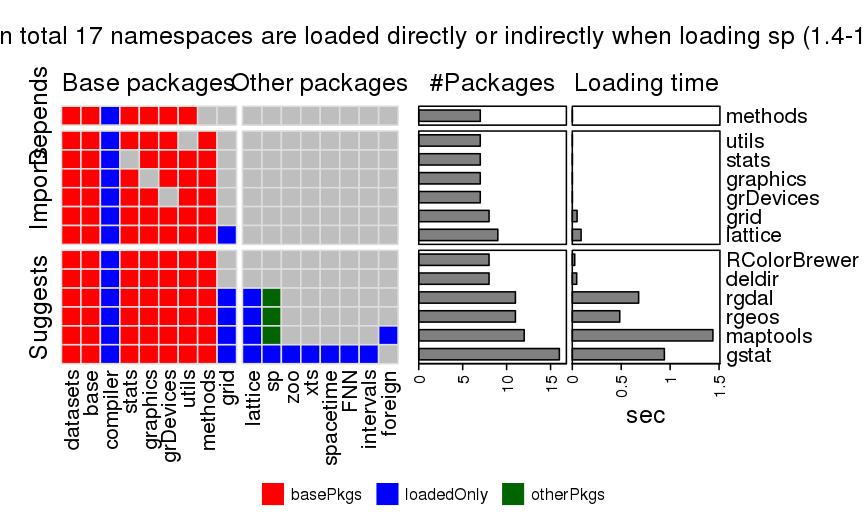 n total 17 namespaces are loaded directly or indirectly when loading sp (1.4-1
Base packages
Other packages
#Packages
Loading time
Depends
Imports
Suggests
methods
utils
stats
graphics
grDevices
grid
lattice
RColorBrewer
deldir
rgdal
rgeos
maptools
gstat
datasets
base
compiler
stats
graphics
grDevices
utils
methods
grid
lattice
sp
zoo
xts
spacetime
FNN
intervals
foreign
0 5 10 15
0 0.5 1 1.5
sec
basePkgs loadedOnly otherPkgs